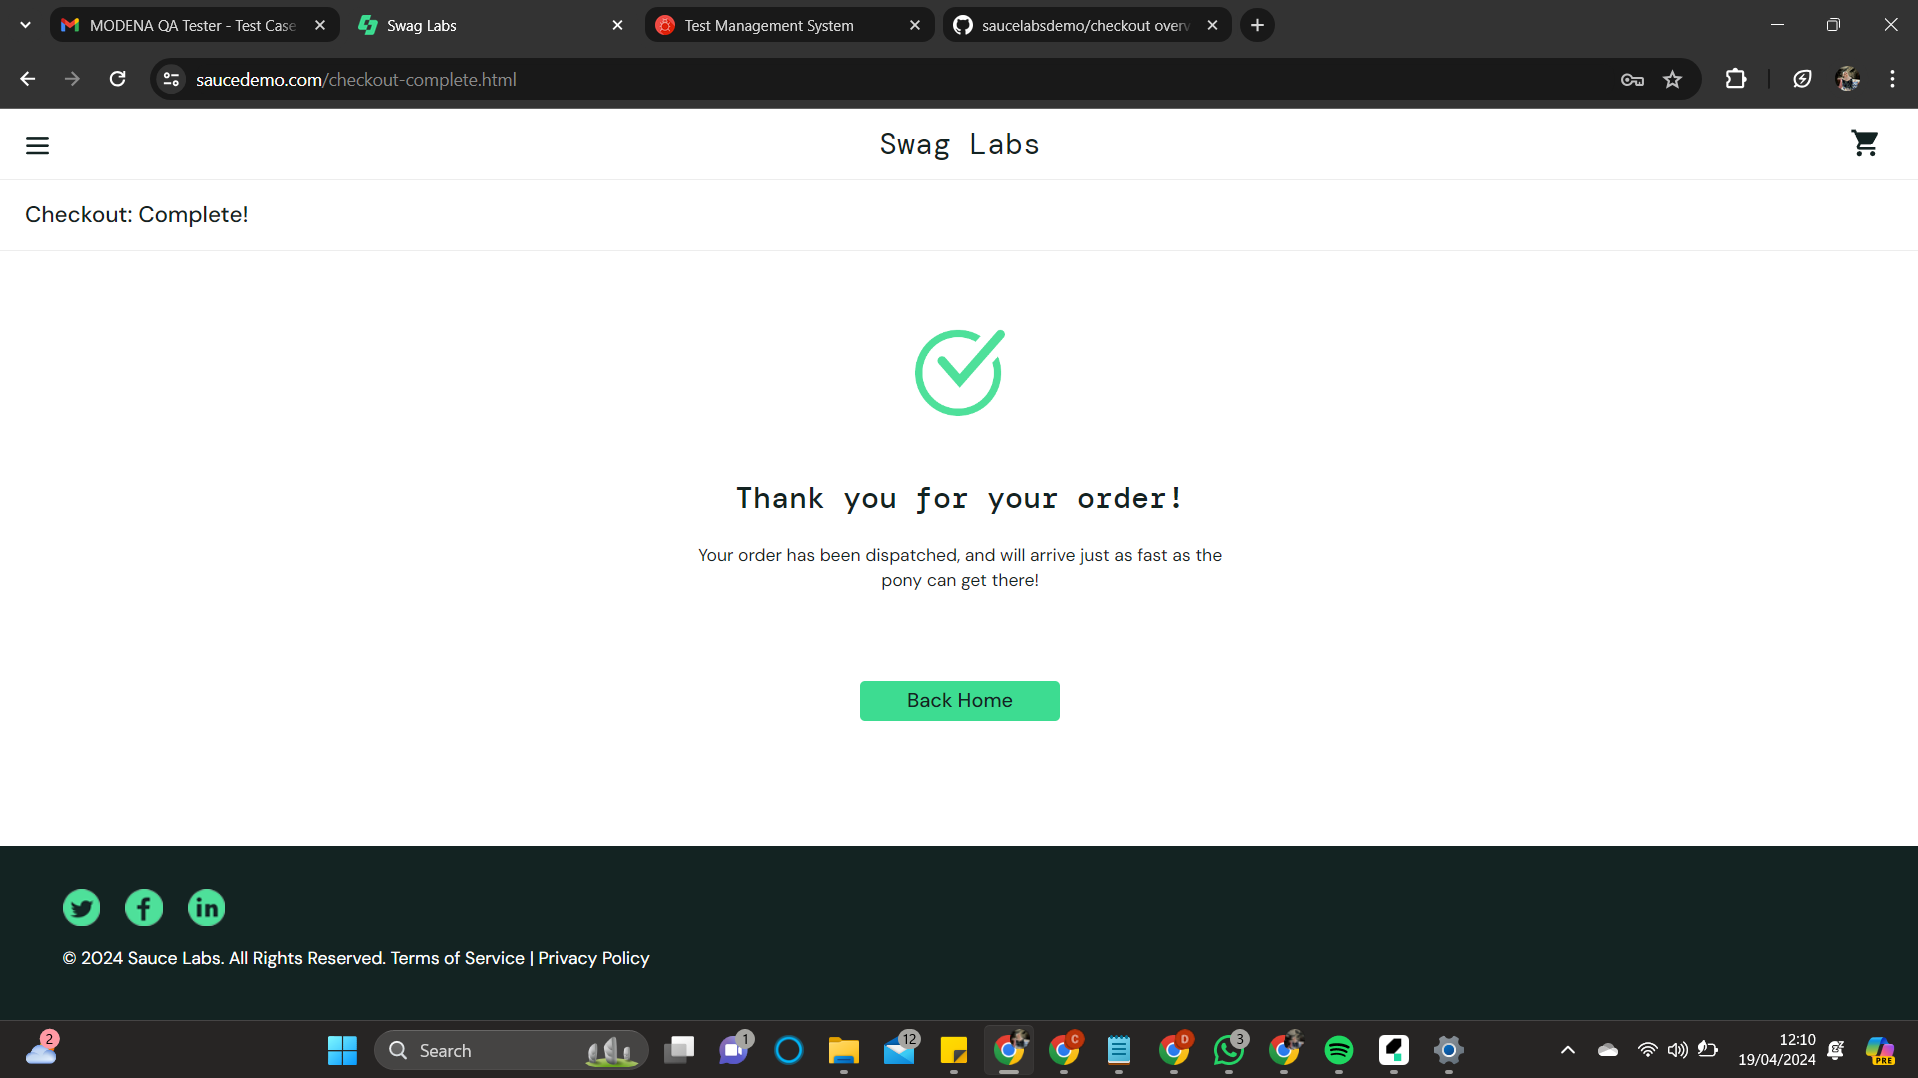 MODENA QA Tester - Test Case
Swag Labs
Test Management System
saucelabsdemo/checkout overv
saucedemo.com/checkout-complete.html
Swag Labs
Checkout: Complete!
Thank you for your order!
Your order has been dispatched, and will arrive just as fast as the
pony can get there!
Back Home
© 2024 Sauce Labs. All Rights Reserved. Terms of Service | Privacy Policy
2
Search
1
12
C
D
3
12:10
19/04/2024
PRE